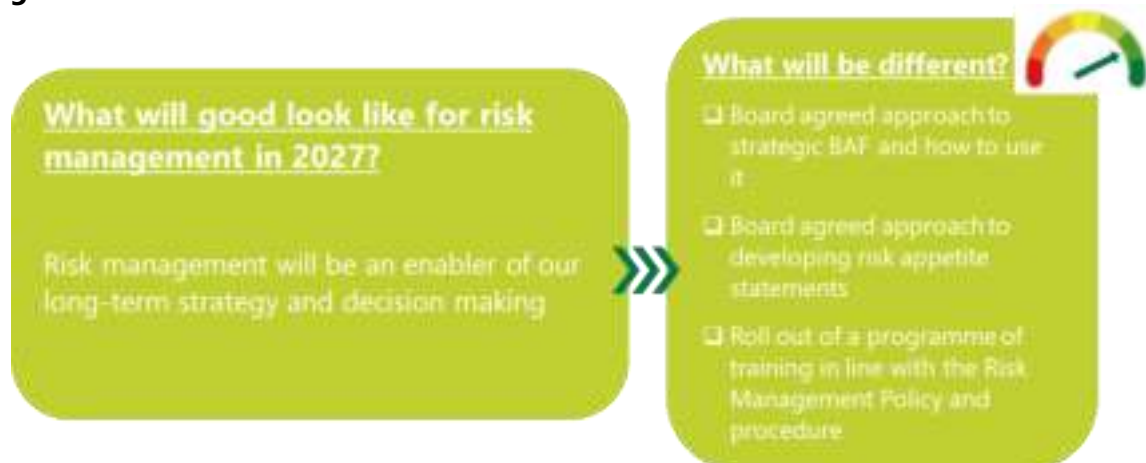 What will good look like for risk
management in 2027?
Risk management will be an enabler of our
long-term strategy and decision making
What will be different?
Board agreed approach to
strategic BAF and how to use
it
Board agreed approach to
developing risk appetite
statements
Roll out of a programme of
training in line with the Risk
Management Policy and
procedure